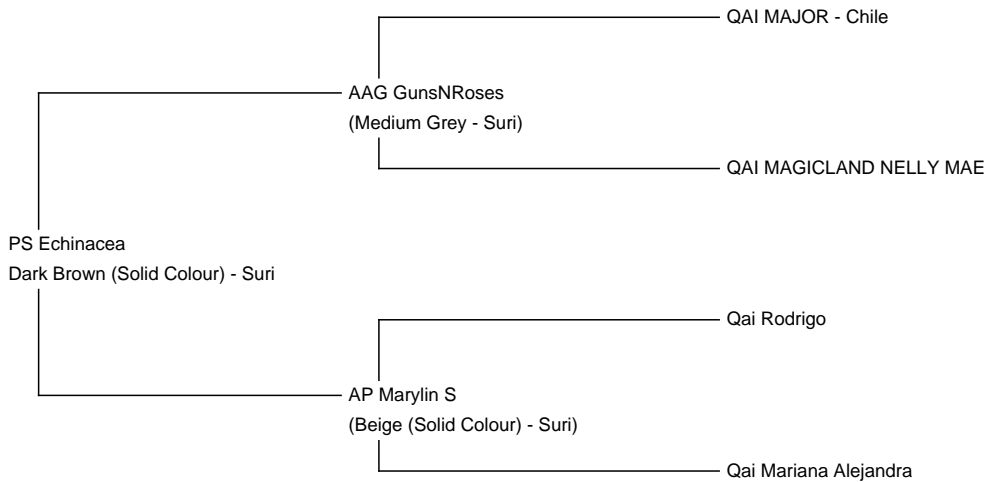 QAI MAJOR - Chile
AAG GunsNRoses
(Medium Grey - Suri)
QAI MAGICLAND NELLY MAE
PS Echinacea
Dark Brown (Solid Colour) - Suri
Qai Rodrigo
AP Marylin S
(Beige (Solid Colour) - Suri)
Qai Mariana Alejandra